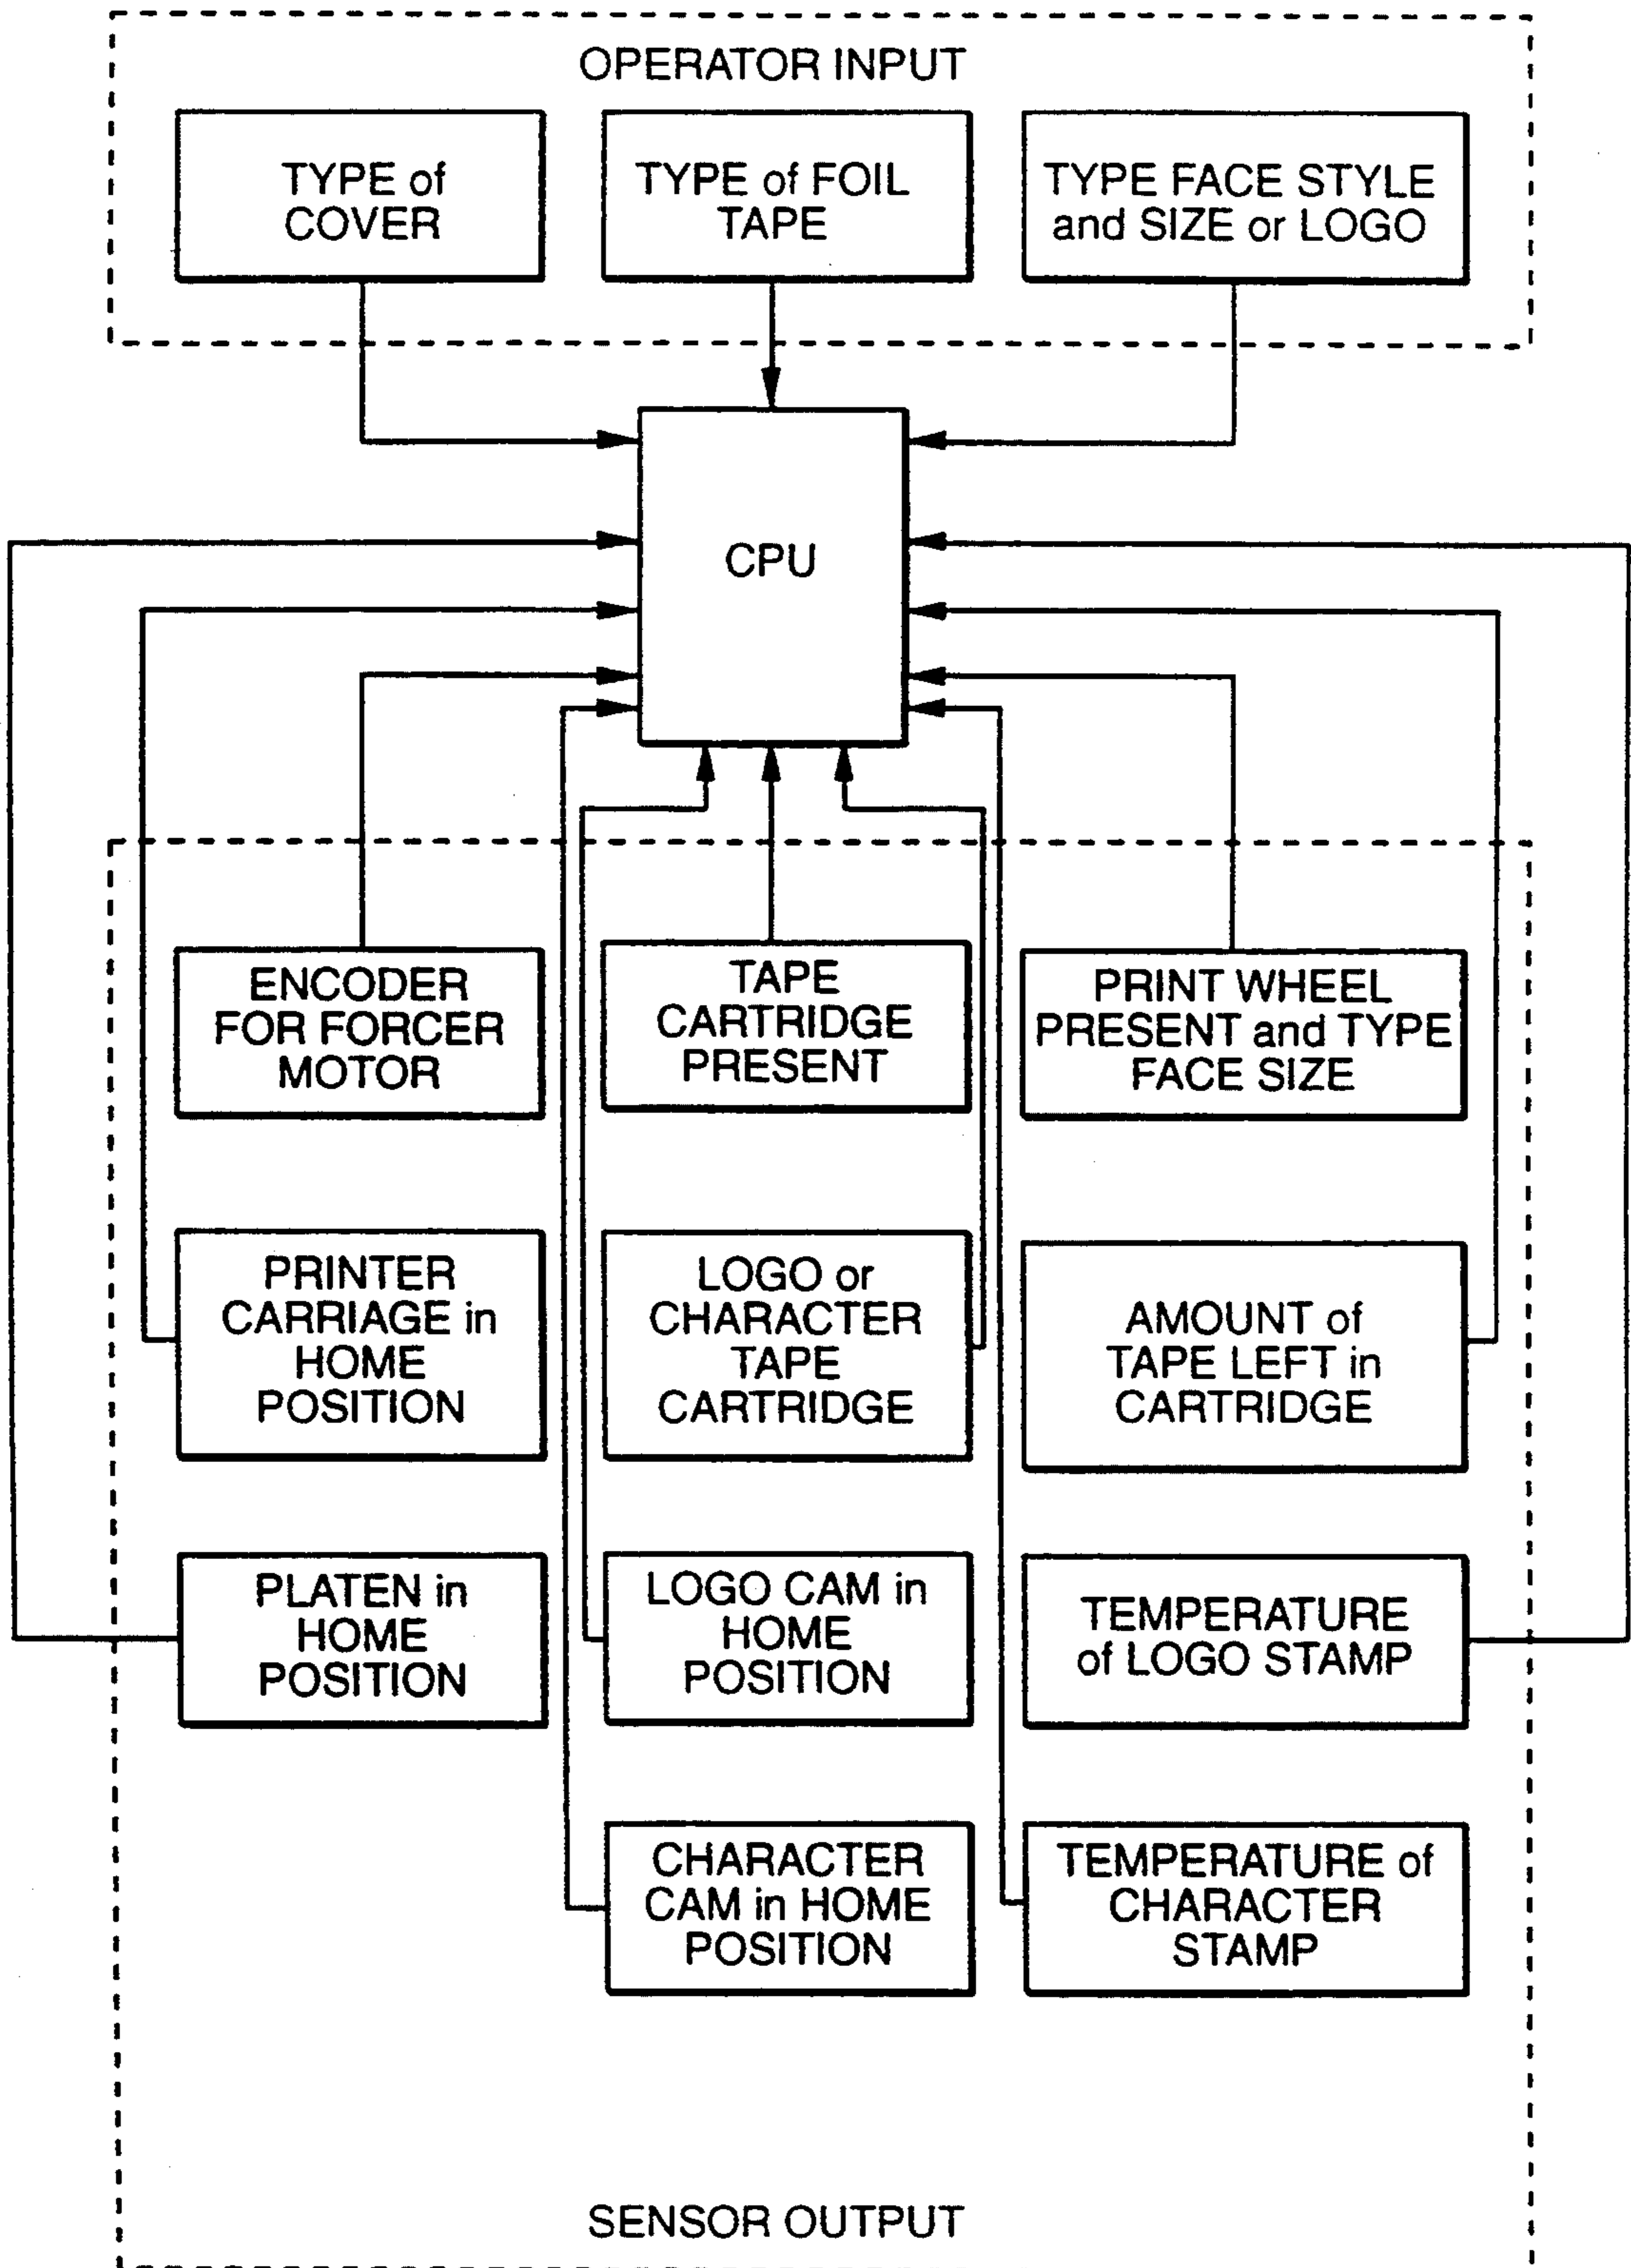 OPERATOR INPUT
TYPE of
COVER
TYPE of FOIL
TAPE
TYPE FACE STYLE
and SIZE or LOGO
CPU
ENCODER
FOR FORCER
MOTOR
TAPE
CARTRIDGE
PRESENT
PRINT WHEEL
PRESENT and TYPE
FACE SIZE
PRINTER
CARRIAGE in
HOME
POSITION
LOGO or
CHARACTER
TAPE
CARTRIDGE
AMOUNT of
TAPE LEFT in
CARTRIDGE
PLATEN in
HOME
POSITION
LOGO CAM in
HOME
POSITION
TEMPERATURE
of LOGO STAMP
CHARACTER
CAM in HOME
POSITION
TEMPERATURE of
CHARACTER
STAMP
SENSOR OUTPUT